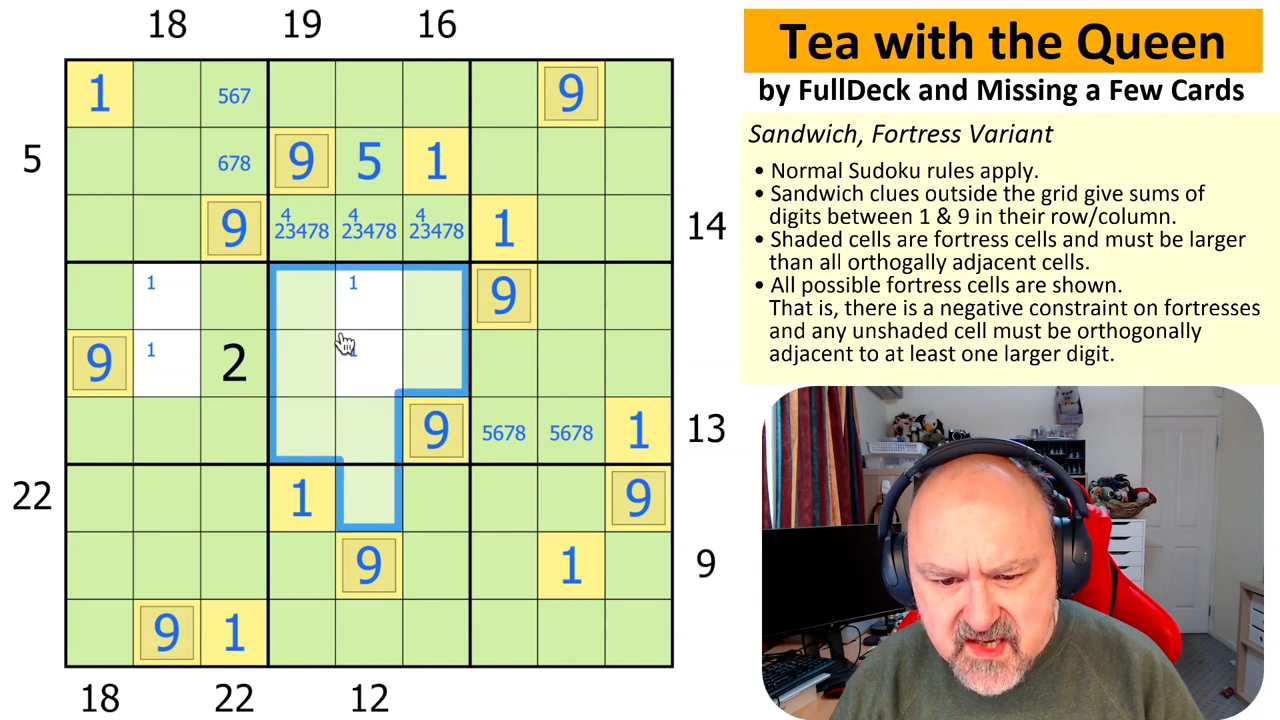 18 19 16
Tea with the Queen
by FullDeck and Missing a Few Cards
Sandwich, Fortress Variant
• Normal Sudoku rules apply.
• Sandwich clues outside the grid give sums of
digits between 1 & 9 in their row/column.
• Shaded cells are fortress cells and must be larger
than all orthogally adjacent cells.
• All possible fortress cells are shown.
That is, there is a negative constraint on fortresses
and any unshaded cell must be orthogonally
adjacent to at least one larger digit.
1 567 9
5 678 9 5 1
9 4 23478 4 23478 4 23478 1 14
1 1 9
9 1 2 1
9 5678 5678 1 13
22 1 9
9 1 9
9 1
18 22 12